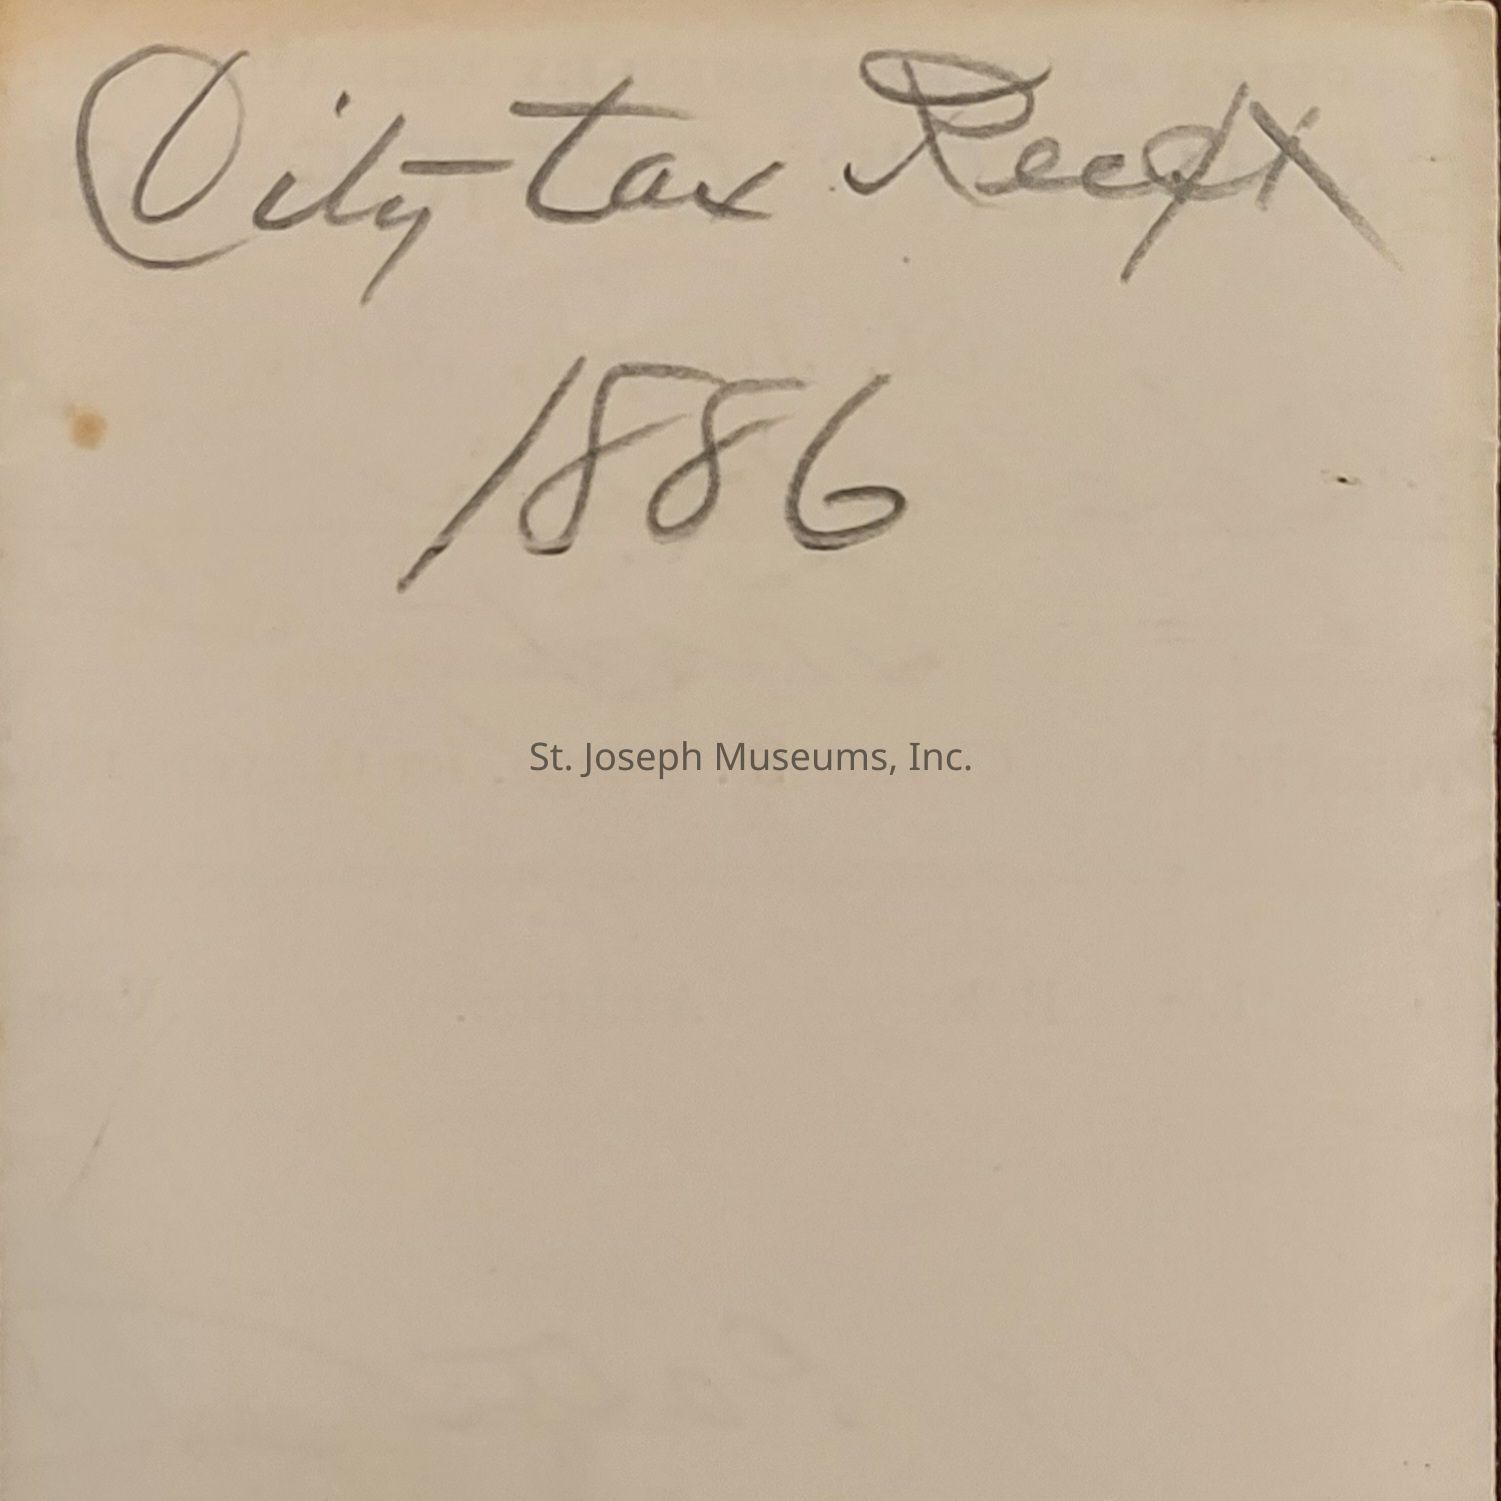 City tax Recpt
1886
St. Joseph Museums, Inc.